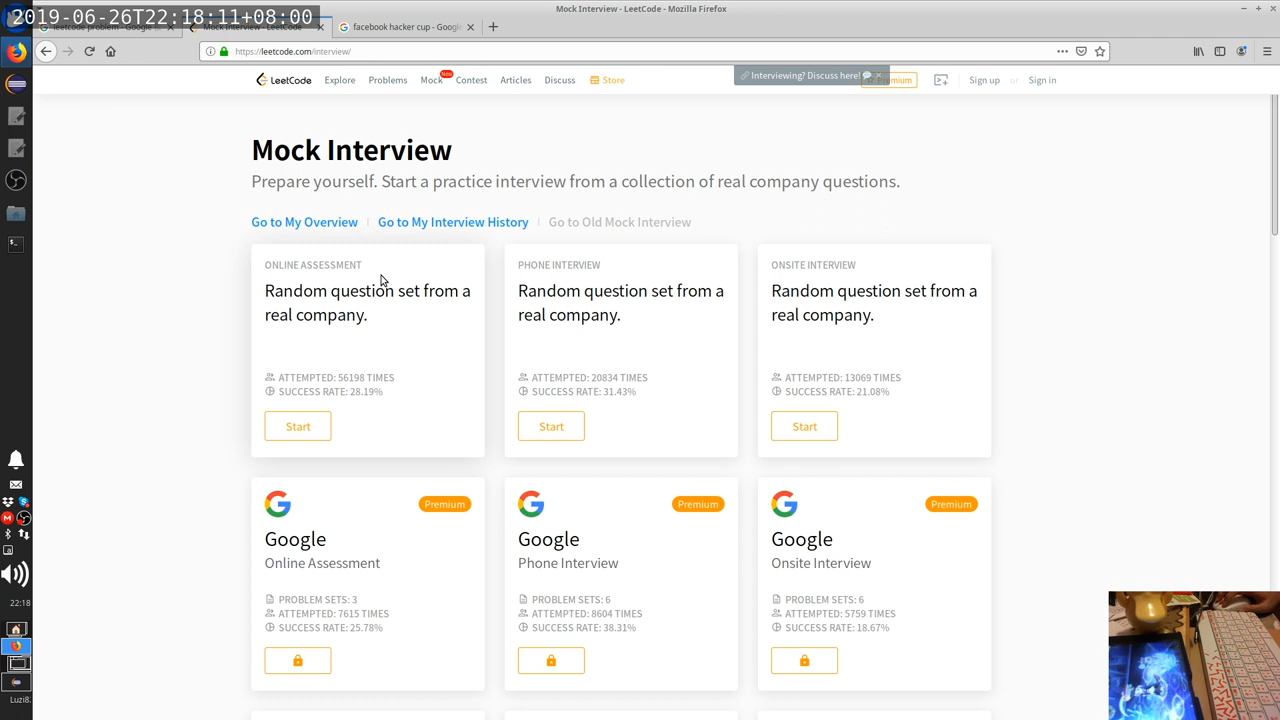 2019-06-26T22:18:11+08:00
Mock Interview - LeetCode - Mozilla Firefox
leetcode problem - Google
Mock Interview - LeetCode
facebook hacker cup - Googl
https://leetcode.com/interview/
LeetCode
Explore
Problems
Mock
New
Contest
Articles
Discuss
Store
Interviewing? Discuss here!
Premium
Sign up
or
Sign in
Mock Interview
Prepare yourself. Start a practice interview from a collection of real company questions.
Go to My Overview
Go to My Interview History
Go to Old Mock Interview
ONLINE ASSESSMENT
Random question set from a
real company.
ATTEMPTED: 56198 TIMES
SUCCESS RATE: 28.19%
Start
PHONE INTERVIEW
Random question set from a
real company.
ATTEMPTED: 20834 TIMES
SUCCESS RATE: 31.43%
Start
ONSITE INTERVIEW
Random question set from a
real company.
ATTEMPTED: 13069 TIMES
SUCCESS RATE: 21.08%
Start
Premium
Google
Online Assessment
PROBLEM SETS: 3
ATTEMPTED: 7615 TIMES
SUCCESS RATE: 25.78%
Premium
Google
Phone Interview
PROBLEM SETS: 6
ATTEMPTED: 8604 TIMES
SUCCESS RATE: 38.31%
Premium
Google
Onsite Interview
PROBLEM SETS: 6
ATTEMPTED: 5759 TIMES
SUCCESS RATE: 18.67%
22:18